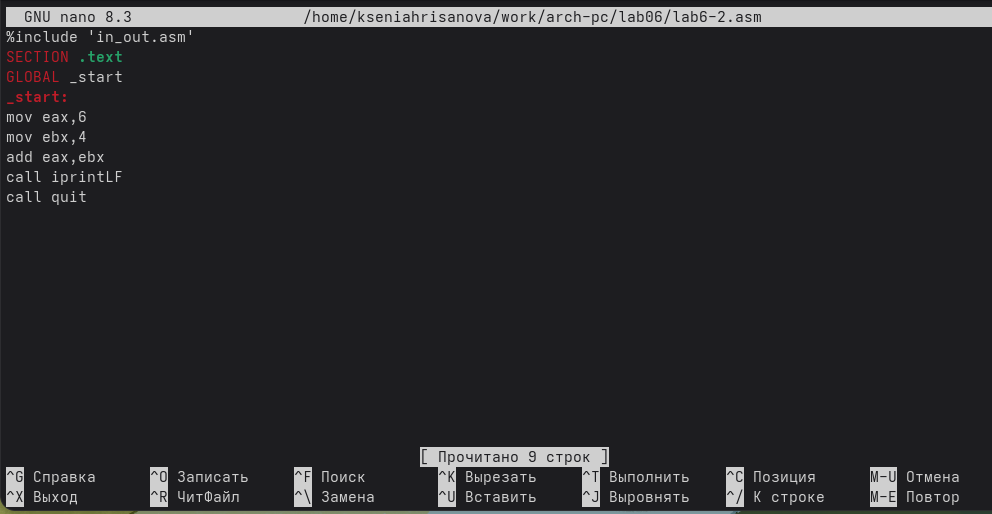 GNU nano 8.3 /home/kseniahrisanova/work/arch-pc/lab06/lab6-2.asm
%include 'in_out.asm'
SECTION .text
GLOBAL _start
_start:
mov eax,6
mov ebx,4
add eax,ebx
call iprintLF
call quit
[ Прочитано 9 строк ]
^G Справка ^O Записать ^F Поиск ^K Вырезать ^T Выполнить ^C Позиция M-U Отмена
^X Выход ^R ЧитФайл ^\ Замена ^U Вставить ^J Выровнять ^/ К строке M-E Повтор